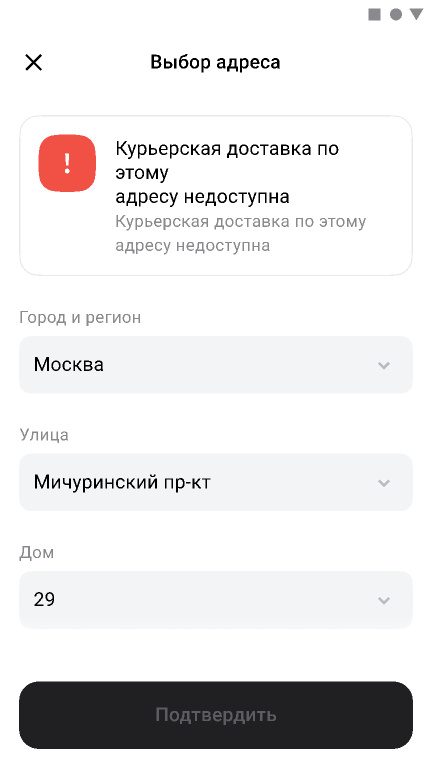 Выбор адреса
!
Курьерская доставка по
этому
адресу недоступна
Курьерская доставка по этому
адресу недоступна
Город и регион
Москва
Улица
Мичуринский пр-кт
Дом
29
Подтвердить